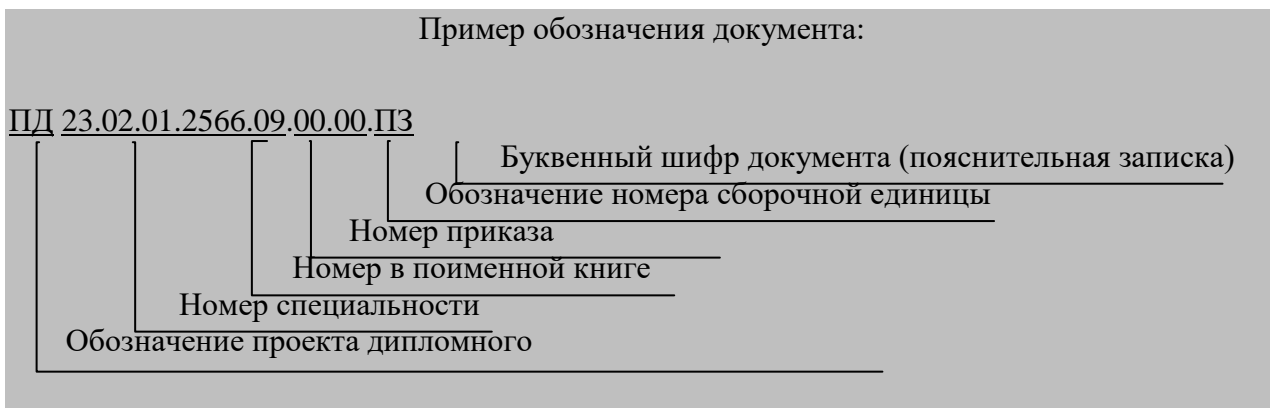 Пример обозначения документа:
ПД 23.02.01.2566.09.00.00.ПЗ
Буквенный шифр документа (пояснительная записка)
Обозначение номера сборочной единицы
Номер приказа
Номер в поименной книге
Номер специальности
Обозначение проекта дипломного